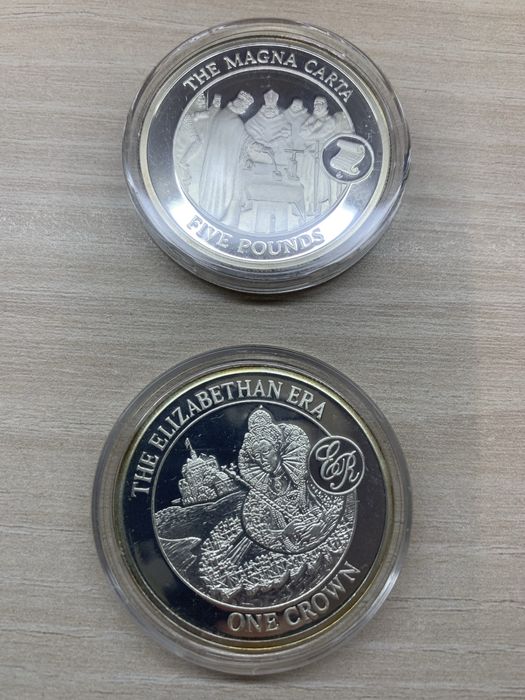 THE MAGNA CARTA
FIVE POUNDS
THE ELIZABETHAN ERA
ER
ONE CROWN